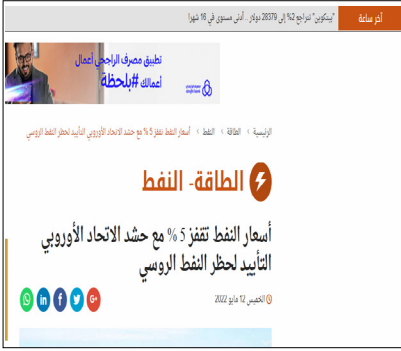 آخر ساعة
"بيتكوين" تتراجع 2% إلى 28379 دولار .. أدنى مستوى في 16 شهرا
تطبيق مصرف الراجحي أعمال
أعمالك #بلحظة
الرئيسية > الطاقة > النفط > أسعار النفط تقفز 5 % مع حشد الاتحاد الأوروبي التأييد لحظر النفط الروسي
الطاقة- النفط
أسعار النفط تقفز 5 % مع حشد الاتحاد الأوروبي
التأييد لحظر النفط الروسي
الخميس 12 مايو 2022